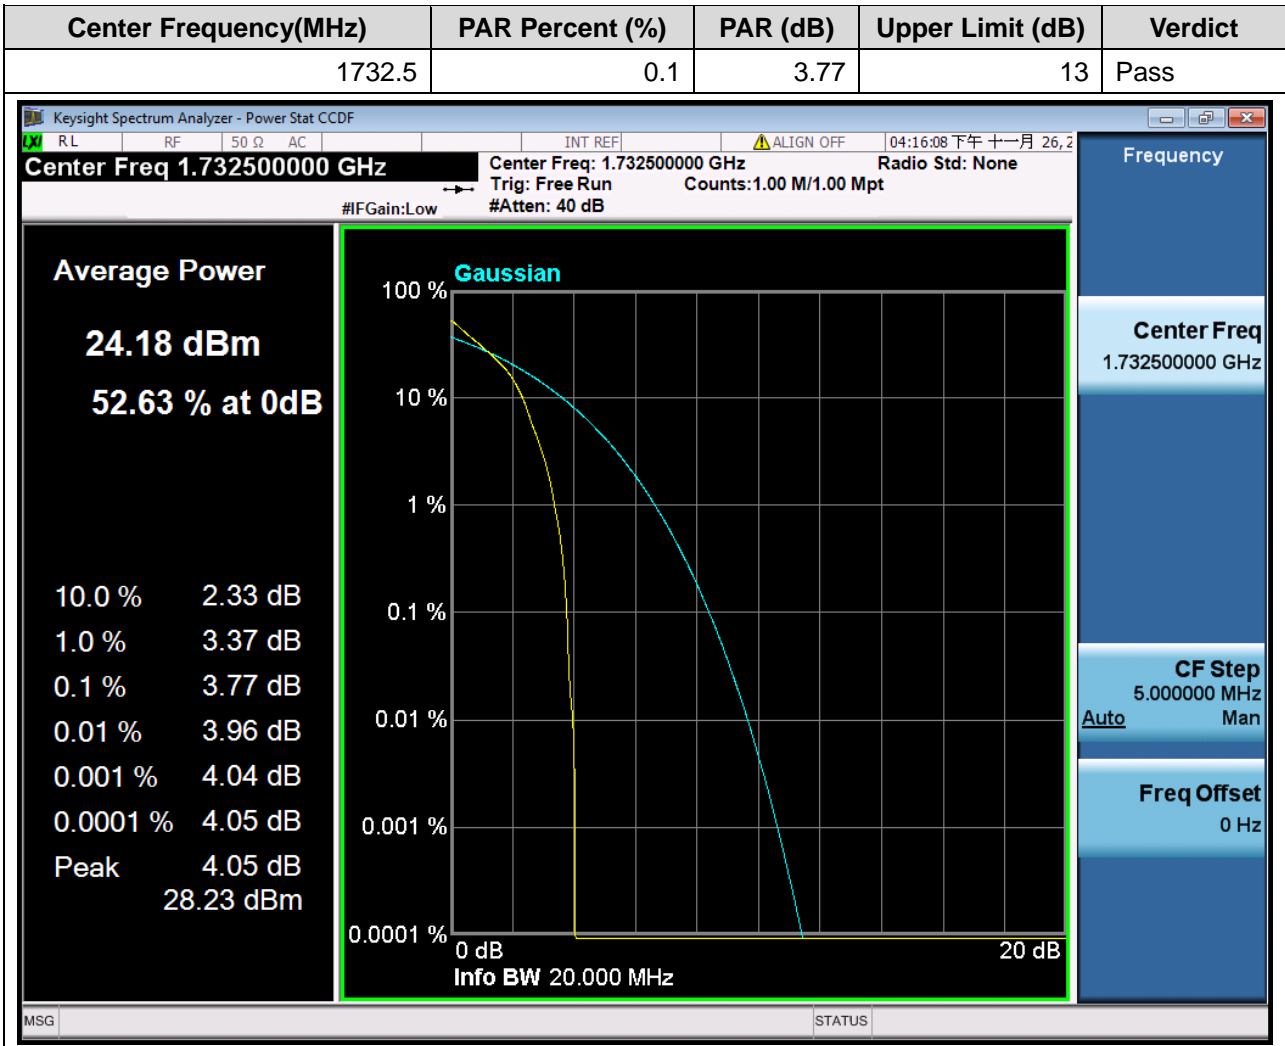 Center Frequency(MHz) PAR Percent (%) PAR (dB) Upper Limit (dB) Verdict
1732.5 0.1 3.77 13 Pass
Keysight Spectrum Analyzer - Power Stat CCDF
LXI RL RF 50 Ω AC INT REF ALIGN OFF 04:16:08 下午 十一月 26, 2
Center Freq 1.732500000 GHz
#IFGain:Low
Center Freq: 1.732500000 GHz Radio Std: None
Trig: Free Run Counts:1.00 M/1.00 Mpt
#Atten: 40 dB
Average Power
24.18 dBm
52.63 % at 0dB
10.0 % 2.33 dB
1.0 % 3.37 dB
0.1 % 3.77 dB
0.01 % 3.96 dB
0.001 % 4.04 dB
0.0001 % 4.05 dB
Peak 4.05 dB
28.23 dBm
Gaussian
100 %
10 %
1 %
0.1 %
0.01 %
0.001 %
0.0001 %
0 dB 20 dB
Info BW 20.000 MHz
Frequency
Center Freq
1.732500000 GHz
CF Step
5.000000 MHz
Auto Man
Freq Offset
0 Hz
MSG STATUS